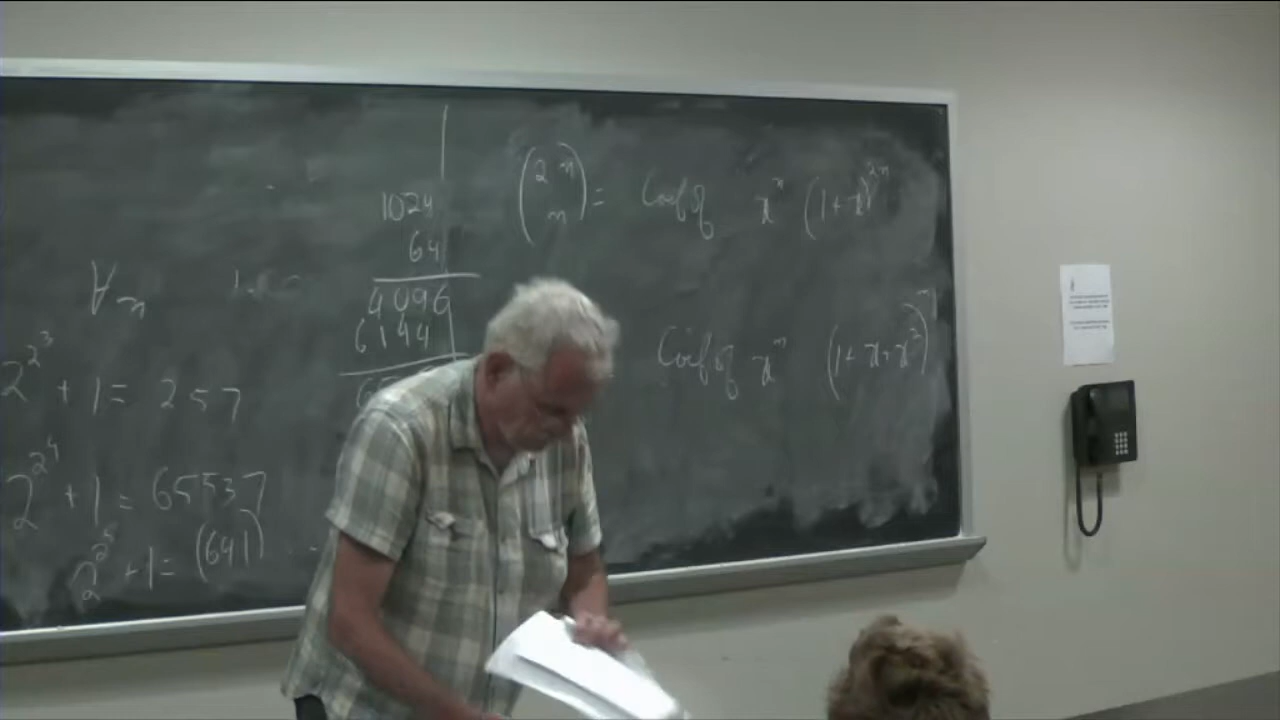 ∀n
2^{2^3} + 1 = 257
2^{2^4} + 1 = 65537
2^{2^5} + 1 = (641)
1024
64
4096
6144
(2n n) = Coef of x^n (1+x)^{2n}
Coef of x^n (1+x+x^2)^n